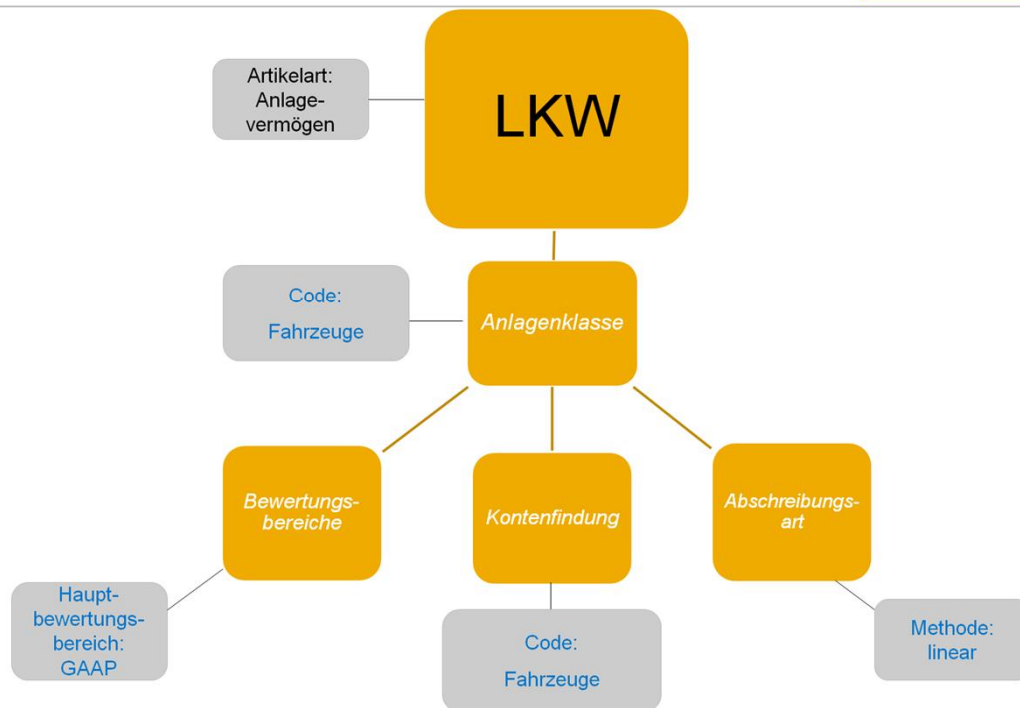 Artikelart:
Anlage-
vermögen
LKW
Code:
Fahrzeuge
Anlagenklasse
Bewertungs-
bereiche
Kontenfindung
Abschreibungs-
art
Haupt-
bewertungs-
bereich:
GAAP
Code:
Fahrzeuge
Methode:
linear